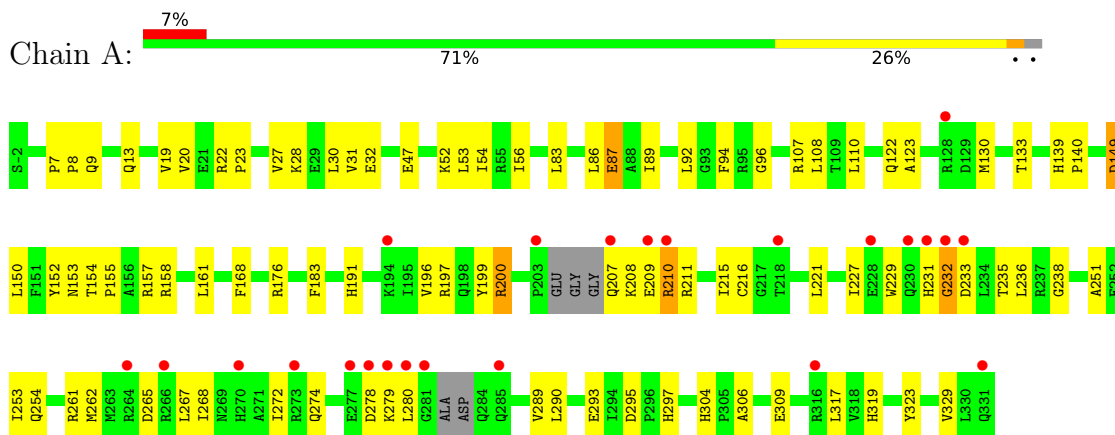 7%
Chain A:
71% 26% . .
S-2 P7 P8 Q9 Q13 V19 V20 E21 R22 P23 V27 K28 E29 L30 V31 E32 E47 K52 L53 I54 R55 I56 L83 L86 E87 A88 I89 L92 G93 F94 R95 G96 R107 L108 T109 L110 Q122 A123 R128 D129 M130 T133 H139 P140 D149
L150 F151 Y152 N153 T154 P155 A156 R157 R158 L161 F168 R176 F183 H191 K194 I195 V196 R197 Q198 Y199 R200 P203 GLU GLY GLY Q207 K208 E209 R210 R211 I215 C216 G217 T218 L221 I227 E228 W229 Q230 H231 G232 D233 L234 T235 L236 R237 G238 A251 E252
I253 Q254 R261 M262 M263 R264 D265 R266 L267 I268 N269 H270 A271 I272 R273 Q274 E277 D278 K279 L280 G281 ALA ASP Q284 Q285 V289 L290 E293 I294 D295 P296 H297 H304 P305 A306 E309 R316 L317 V318 H319 Y323 V329 L330 Q331